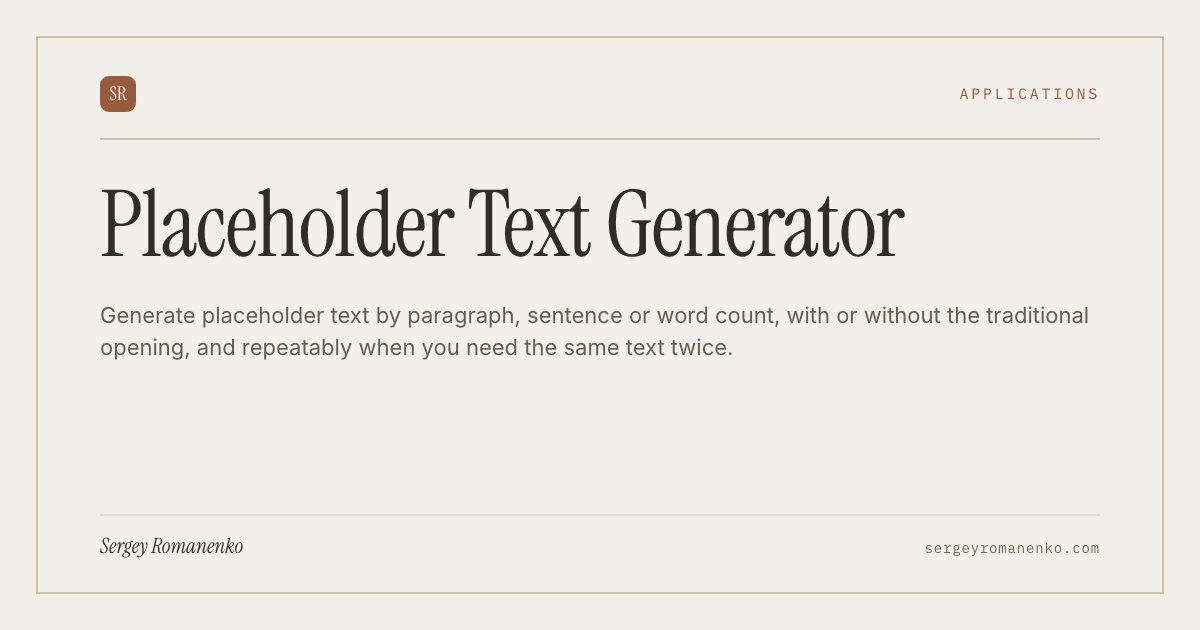 SR
APPLICATIONS
Placeholder Text Generator
Generate placeholder text by paragraph, sentence or word count, with or without the traditional
opening, and repeatably when you need the same text twice.
Sergey Romanenko
sergeyromanenko.com